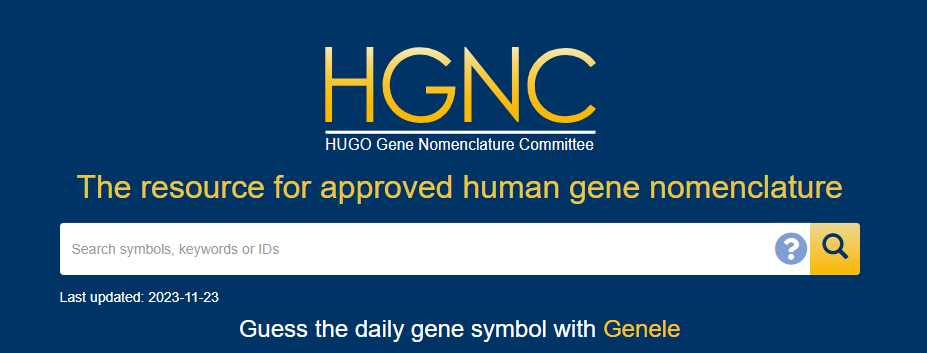 HGNC
HUGO Gene Nomenclature Committee
The resource for approved human gene nomenclature
Search symbols, keywords or IDs
?
Last updated: 2023-11-23
Guess the daily gene symbol with Genele